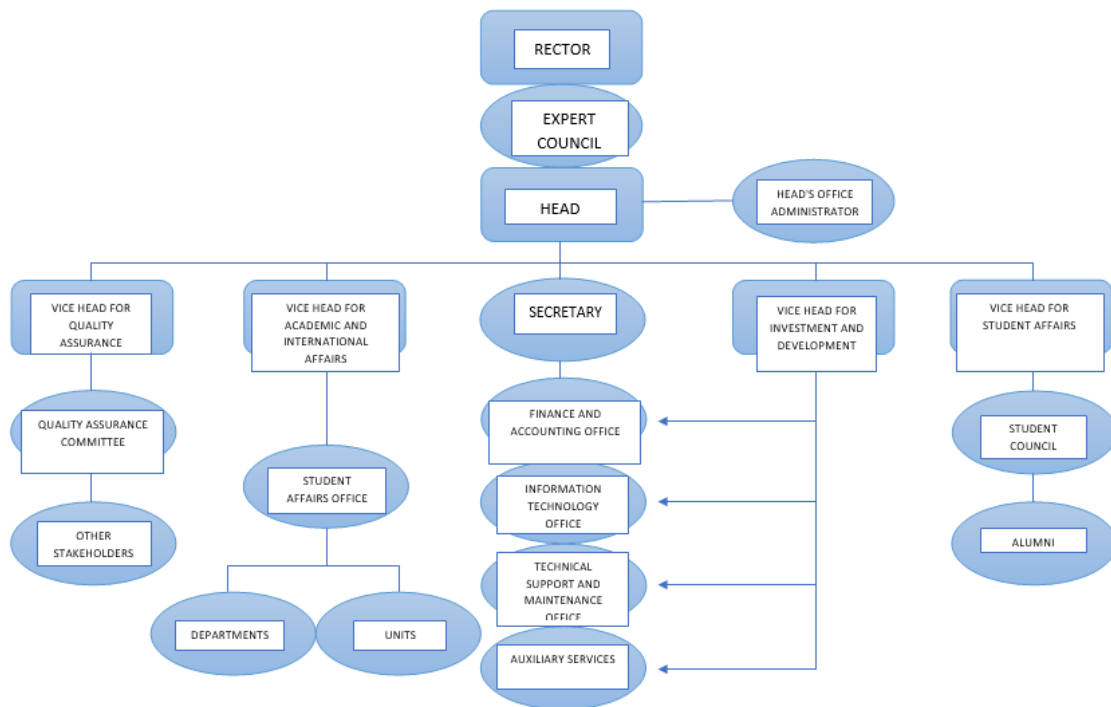 RECTOR
EXPERT
COUNCIL
HEAD
HEAD'S OFFICE
ADMINISTRATOR
VICE HEAD FOR
QUALITY
ASSURANCE
VICE HEAD FOR
ACADEMIC AND
INTERNATIONAL
AFFAIRS
SECRETARY
VICE HEAD FOR
INVESTMENT AND
DEVELOPMENT
VICE HEAD FOR
STUDENT AFFAIRS
QUALITY ASSURANCE
COMMITTEE
FINANCE AND
ACCOUNTING OFFICE
STUDENT
COUNCIL
STUDENT
AFFAIRS OFFICE
INFORMATION
TECHNOLOGY
OFFICE
OTHER
STAKEHOLDERS
ALUMNI
TECHNICAL
SUPPORT AND
MAINTENANCE
OFFICE
DEPARTMENTS
UNITS
AUXILIARY SERVICES